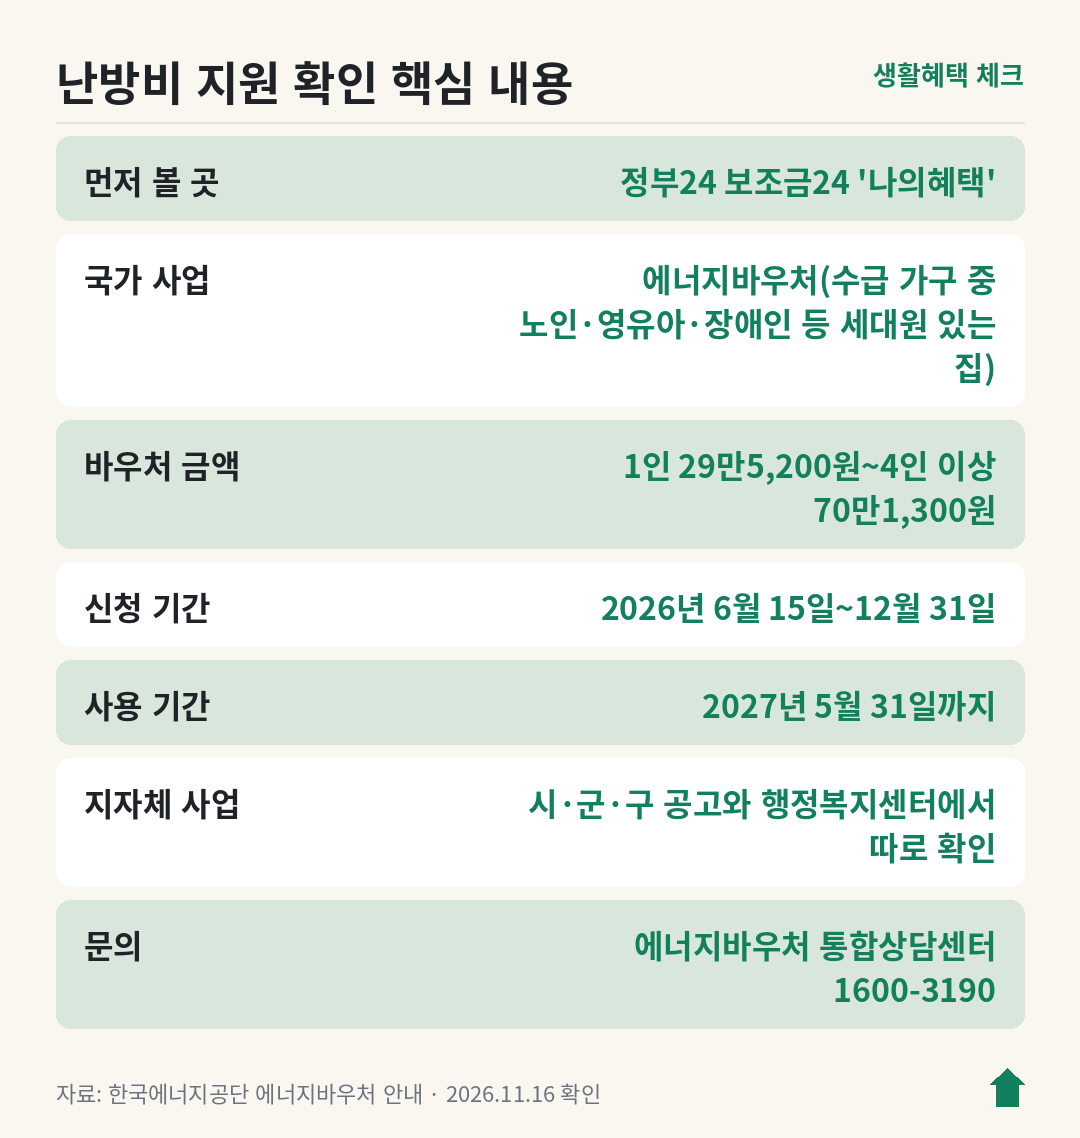 난방비 지원 확인 핵심 내용
생활혜택 체크
먼저 볼 곳
정부24 보조금24 '나의혜택'
국가 사업
에너지바우처(수급 가구 중
노인·영유아·장애인 등 세대원 있는
집)
바우처 금액
1인 29만5,200원~4인 이상
70만1,300원
신청 기간
2026년 6월 15일~12월 31일
사용 기간
2027년 5월 31일까지
지자체 사업
시·군·구 공고와 행정복지센터에서
따로 확인
문의
에너지바우처 통합상담센터
1600-3190
자료: 한국에너지공단 에너지바우처 안내 · 2026.11.16 확인